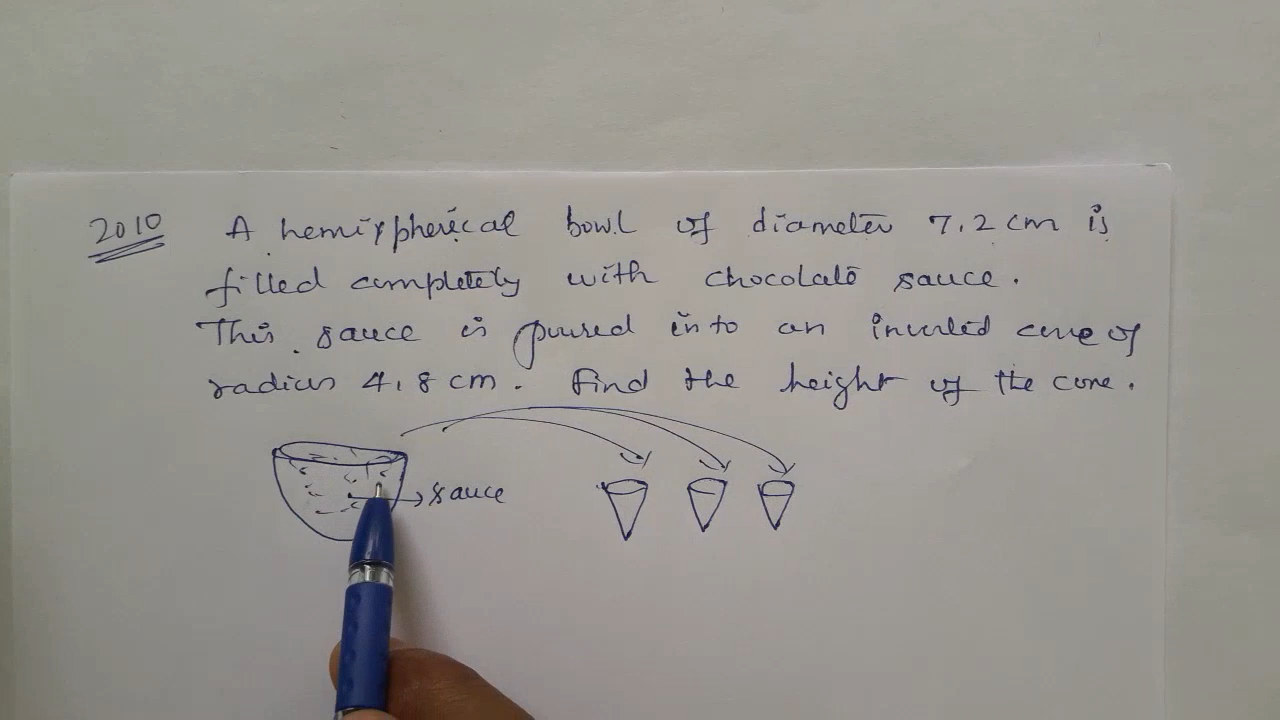 2010 A hemispherical bowl of diameter 7.2 cm is
filled completely with chocolate sauce.
This sauce is poured into an inverted cone of
radius 4.8 cm. Find the height of the cone.
sauce